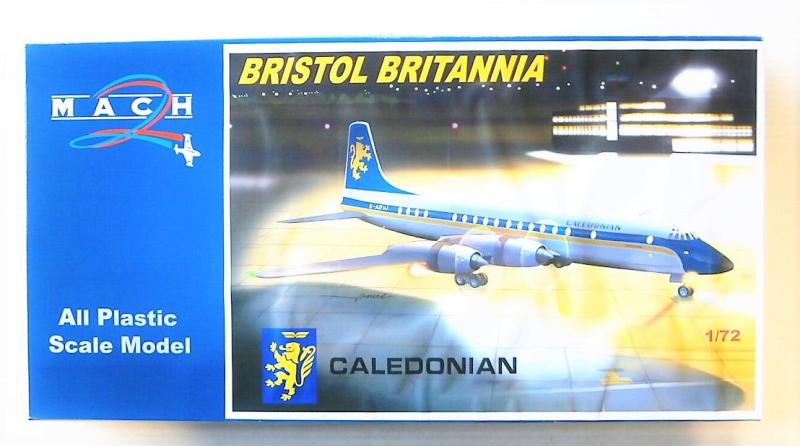 MACH 2
BRISTOL BRITANNIA
CALEDONIAN
All Plastic
Scale Model
1/72
CALEDONIAN